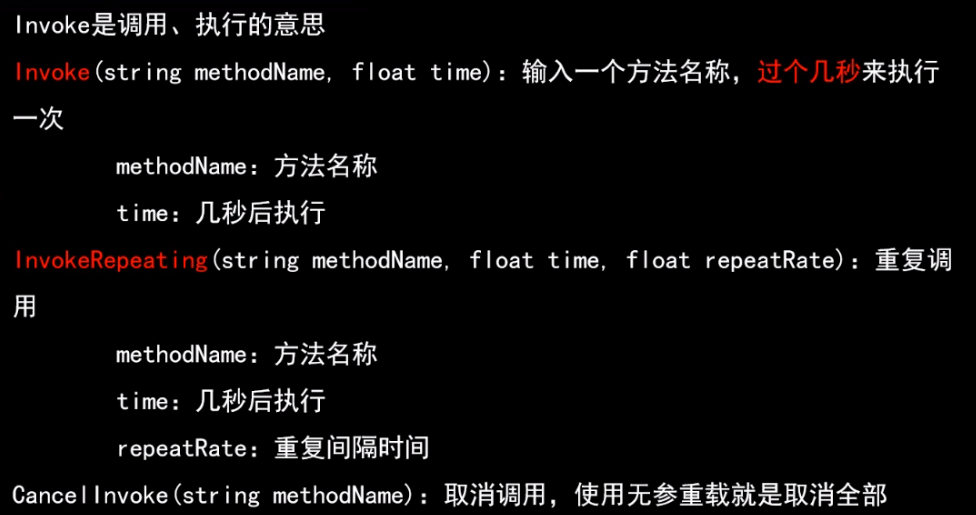 Invoke是调用、执行的意思
Invoke(string methodName, float time)：输入一个方法名称，过个几秒来执行
一次
methodName：方法名称
time：几秒后执行
InvokeRepeating(string methodName, float time, float repeatRate)：重复调
用
methodName：方法名称
time：几秒后执行
repeatRate：重复间隔时间
CancelInvoke(string methodName)：取消调用，使用无参重载就是取消全部